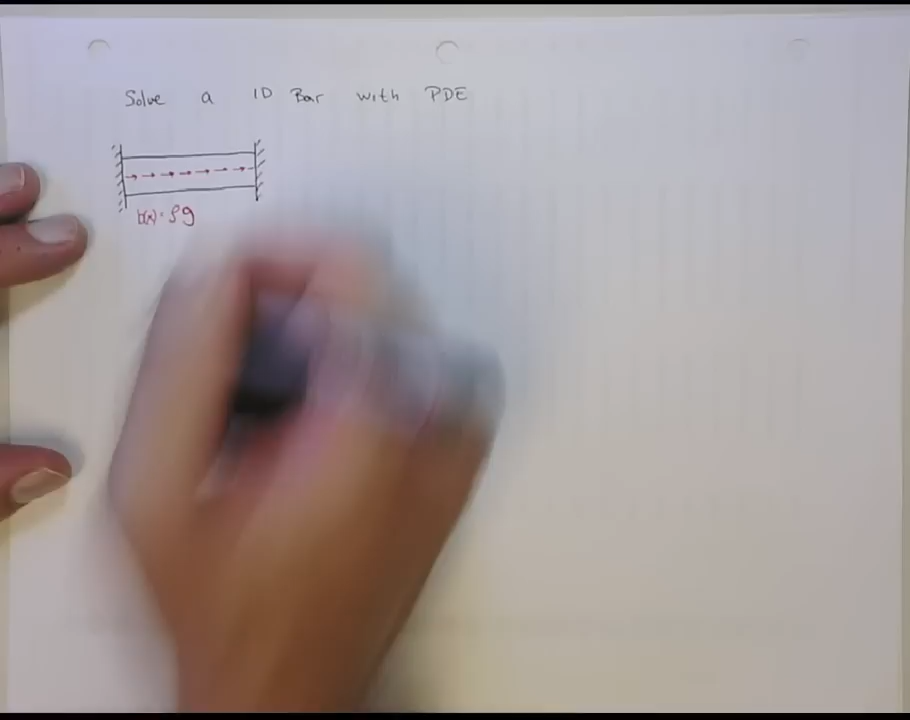 Solve a 1D Bar with PDE
b(x) = ρg